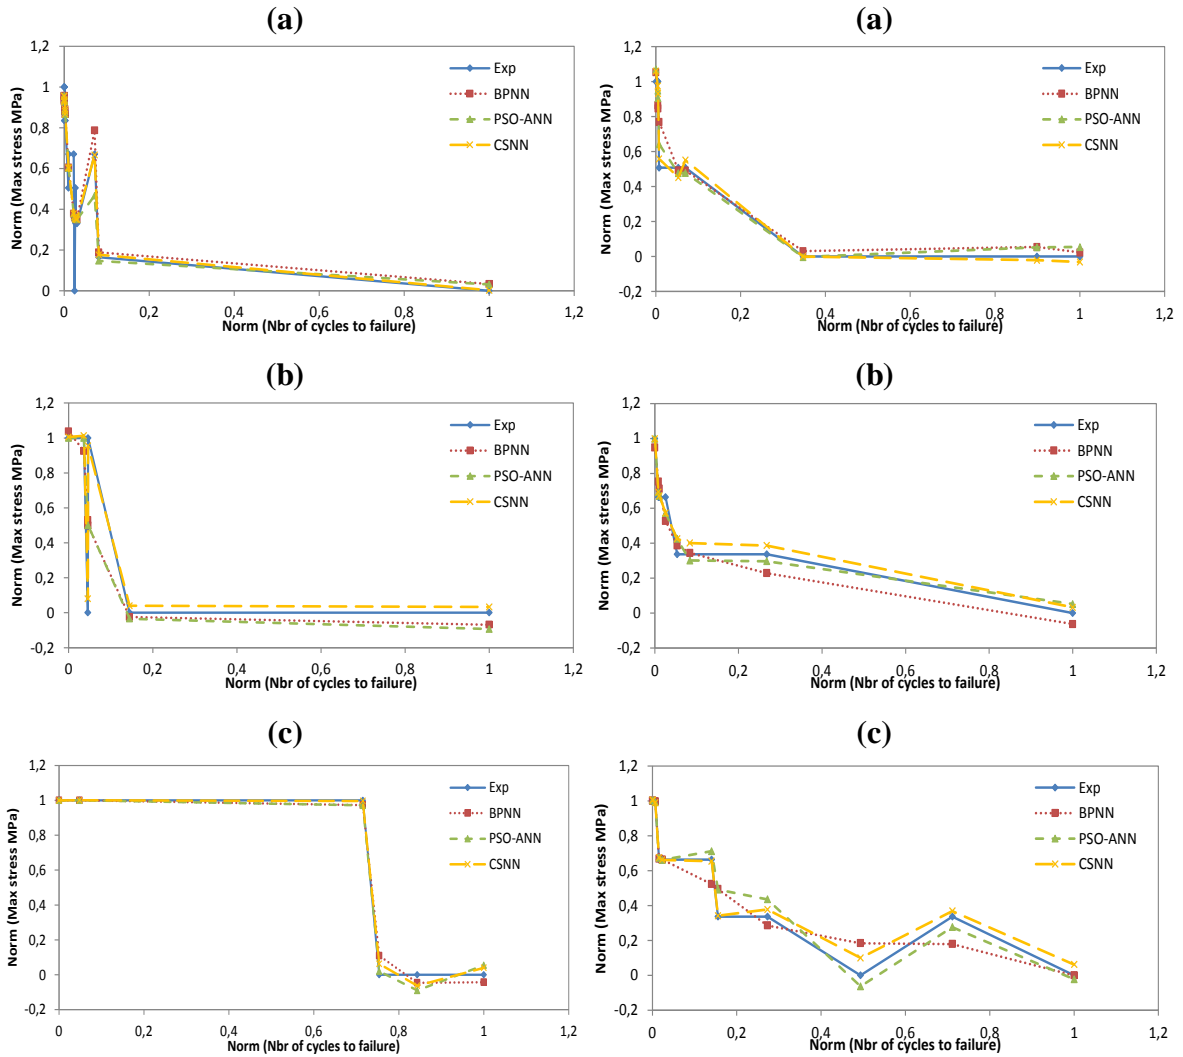 (a)
1,2
1
0,8
0,6
0,4
0,2
0
Norm (Max stress MPa)
Exp
BPNN
PSO-ANN
CSNN
0
0,2
0,4
0,6
0,8
1
1,2
Norm (Nbr of cycles to failure)
(a)
1,2
1
0,8
0,6
0,4
0,2
0
-0,2
Norm (Max stress MPa)
Exp
BPNN
PSO-ANN
CSNN
0
0,2
0,4
0,6
0,8
1
1,2
Norm (Nbr of cycles to failure)
(b)
1,2
1
0,8
0,6
0,4
0,2
0
-0,2
Norm (Max stress MPa)
Exp
BPNN
PSO-ANN
CSNN
0
0,2
0,4
0,6
0,8
1
1,2
Norm (Nbr of cycles to failure)
(b)
1,2
1
0,8
0,6
0,4
0,2
0
-0,2
Norm (Max stress MPa)
Exp
BPNN
PSO-ANN
CSNN
0
0,2
0,4
0,6
0,8
1
1,2
Norm (Nbr of cycles to failure)
(c)
1,2
1
0,8
0,6
0,4
0,2
0
-0,2
Norm (Max stress MPa)
Exp
BPNN
PSO-ANN
CSNN
0
0,2
0,4
0,6
0,8
1
1,2
Norm (Nbr of cycles to failure)
(c)
1,2
1
0,8
0,6
0,4
0,2
0
-0,2
Norm (Max stress MPa)
Exp
BPNN
PSO-ANN
CSNN
0
0,2
0,4
0,6
0,8
1
1,2
Norm (Nbr of cycles to failure)